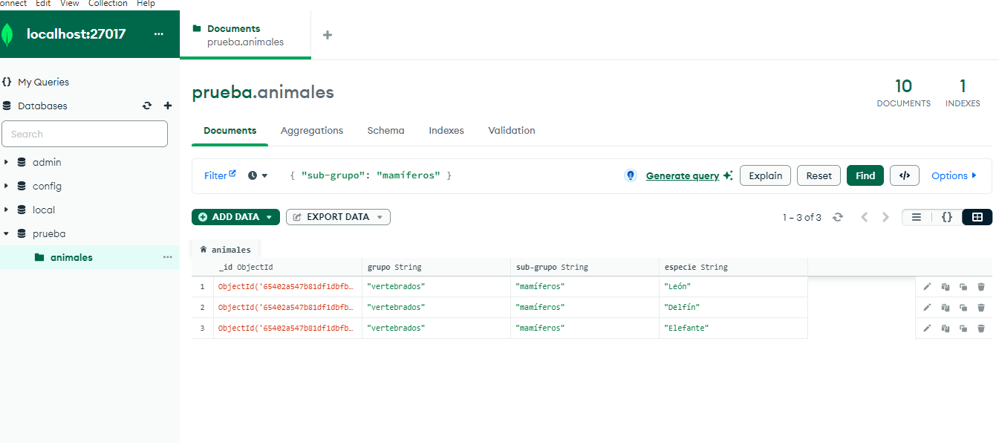 onnect Edit View Collection Help
localhost:27017 ...
Documents
prueba.animales
My Queries
Databases
Search
admin
config
local
prueba
animales
prueba.animales
10
DOCUMENTS
1
INDEXES
Documents Aggregations Schema Indexes Validation
Filter { "sub-grupo": "mamíferos" } Generate query Explain Reset Find </> Options
ADD DATA EXPORT DATA 1 – 3 of 3 {}
animales
_id ObjectId grupo String sub-grupo String especie String
1 ObjectId('65402a547b81df1dbfb… "vertebrados" "mamíferos" "León"
2 ObjectId('65402a547b81df1dbfb… "vertebrados" "mamíferos" "Delfín"
3 ObjectId('65402a547b81df1dbfb… "vertebrados" "mamíferos" "Elefante"